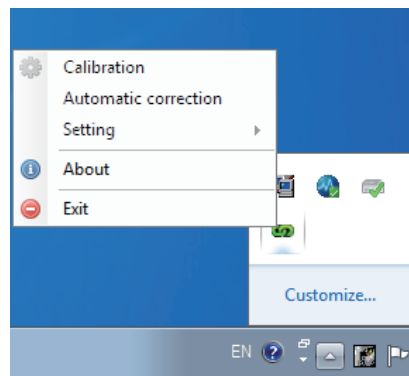 Calibration
Automatic correction
Setting
About
Exit
Customize...
EN